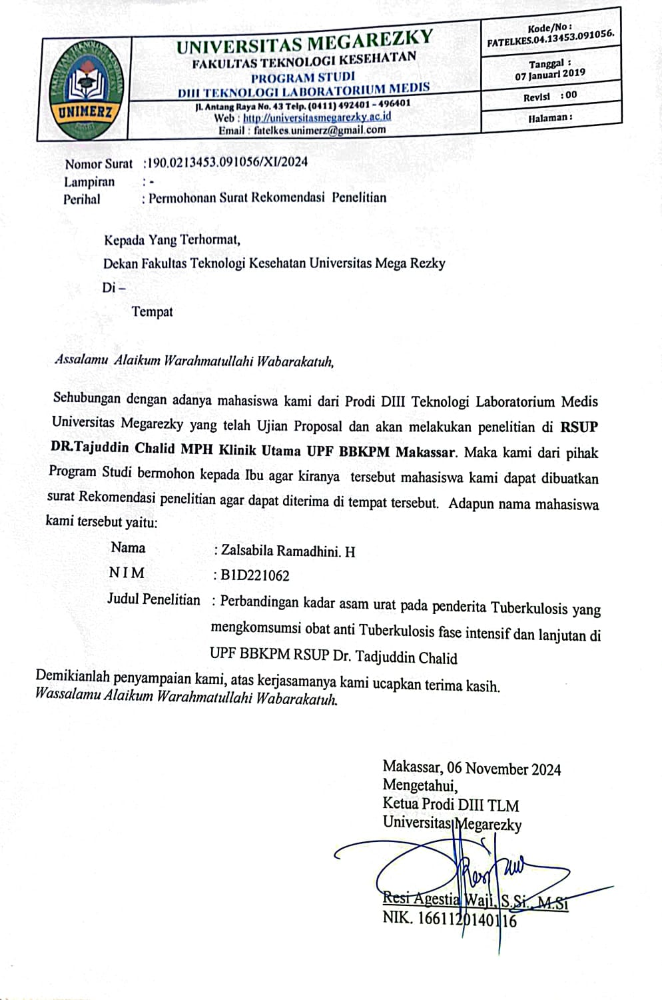 UNIVERSITAS MEGAREZKY
FAKULTAS TEKNOLOGI KESEHATAN
PROGRAM STUDI
DIII TEKNOLOGI LABORATORIUM MEDIS
Jl. Antang Raya No. 43 Telp. (0411) 492401 - 496401
Web : http://universitasmegarezky.ac.id
Email : fatelkes.unimerz@gmail.com
Kode/No :
FATELKES.04.13453.091056.
Tanggal :
07 Januari 2019
Revisi : 00
Halaman :
UNIMERZ
Nomor Surat :190.0213453.091056/XI/2024
Lampiran : -
Perihal : Permohonan Surat Rekomendasi Penelitian
Kepada Yang Terhormat,
Dekan Fakultas Teknologi Kesehatan Universitas Mega Rezky
Di –
Tempat
Assalamu Alaikum Warahmatullahi Wabarakatuh,
Sehubungan dengan adanya mahasiswa kami dari Prodi DIII Teknologi Laboratorium Medis
Universitas Megarezky yang telah Ujian Proposal dan akan melakukan penelitian di RSUP
DR.Tajuddin Chalid MPH Klinik Utama UPF BBKPM Makassar. Maka kami dari pihak
Program Studi bermohon kepada Ibu agar kiranya tersebut mahasiswa kami dapat dibuatkan
surat Rekomendasi penelitian agar dapat diterima di tempat tersebut. Adapun nama mahasiswa
kami tersebut yaitu:
Nama : Zalsabila Ramadhini. H
N I M : B1D221062
Judul Penelitian : Perbandingan kadar asam urat pada penderita Tuberkulosis yang
mengkomsumsi obat anti Tuberkulosis fase intensif dan lanjutan di
UPF BBKPM RSUP Dr. Tadjuddin Chalid
Demikianlah penyampaian kami, atas kerjasamanya kami ucapkan terima kasih.
Wassalamu Alaikum Warahmatullahi Wabarakatuh.
Makassar, 06 November 2024
Mengetahui,
Ketua Prodi DIII TLM
Universitas Megarezky
Resi Agestia Waji, S.Si., M.Si
NIK. 1661120140116